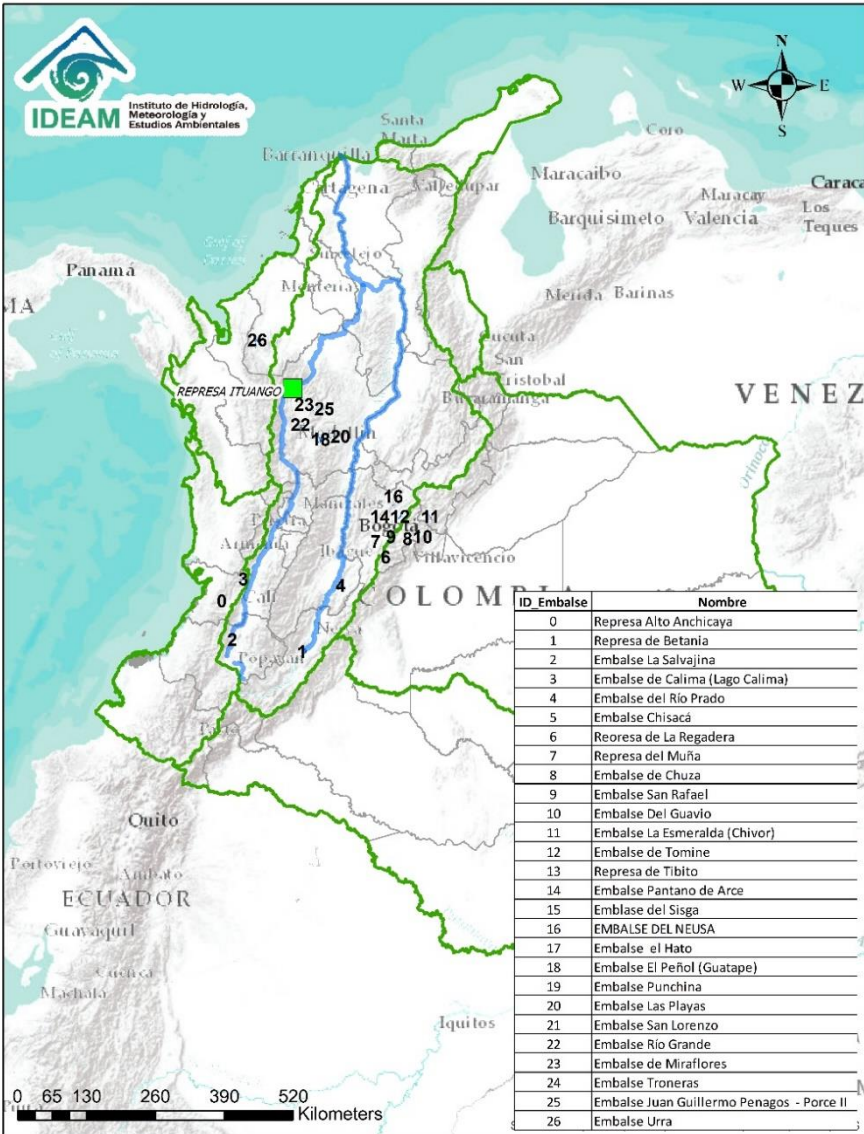 IDEAM
Instituto de Hidrología,
Meteorología y
Estudios Ambientales
N
W E
S
Santa
Marta
Barranquilla
Cartagena
Valledupar
Coro
Maracaibo
Maracay
Caraca
Barquisimeto
Valencia
Los
Teques
Sincelejo
Panamá
MA
Montería
Merida
Barinas
Cucuta
San
Cristobal
Bucaramanga
26
REPRESA ITUANGO
VENEZ
23
25
22
Medellín
18
20
Orinoco
Manizales
16
14
12
11
Bogotá
7
9
8
10
6
Villavicencio
Pereira
Armenia
Ibagué
3
0
Cali
4
COLOMBIA
Neiva
2
1
Popayán
Pasto
Quito
Portoviejo
Ambato
ECUADOR
Guayaquil
Cuenca
Machala
Iquitos
0 65 130 260 390 520
Kilometers
ID_Embalse Nombre
0 Represa Alto Anchicaya
1 Represa de Betania
2 Embalse La Salvajina
3 Embalse de Calima (Lago Calima)
4 Embalse del Río Prado
5 Embalse Chisacá
6 Reoresa de La Regadera
7 Represa del Muña
8 Embalse de Chuza
9 Embalse San Rafael
10 Embalse Del Guavio
11 Embalse La Esmeralda (Chivor)
12 Embalse de Tomine
13 Represa de Tibito
14 Embalse Pantano de Arce
15 Emblase del Sisga
16 EMBALSE DEL NEUSA
17 Embalse el Hato
18 Embalse El Peñol (Guatape)
19 Embalse Punchina
20 Embalse Las Playas
21 Embalse San Lorenzo
22 Embalse Río Grande
23 Embalse de Miraflores
24 Embalse Troneras
25 Embalse Juan Guillermo Penagos - Porce II
26 Embalse Urra